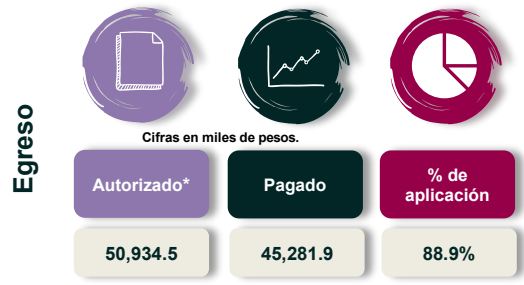 Egreso
Cifras en miles de pesos.
Autorizado*
Pagado
% de
aplicación
50,934.5
45,281.9
88.9%